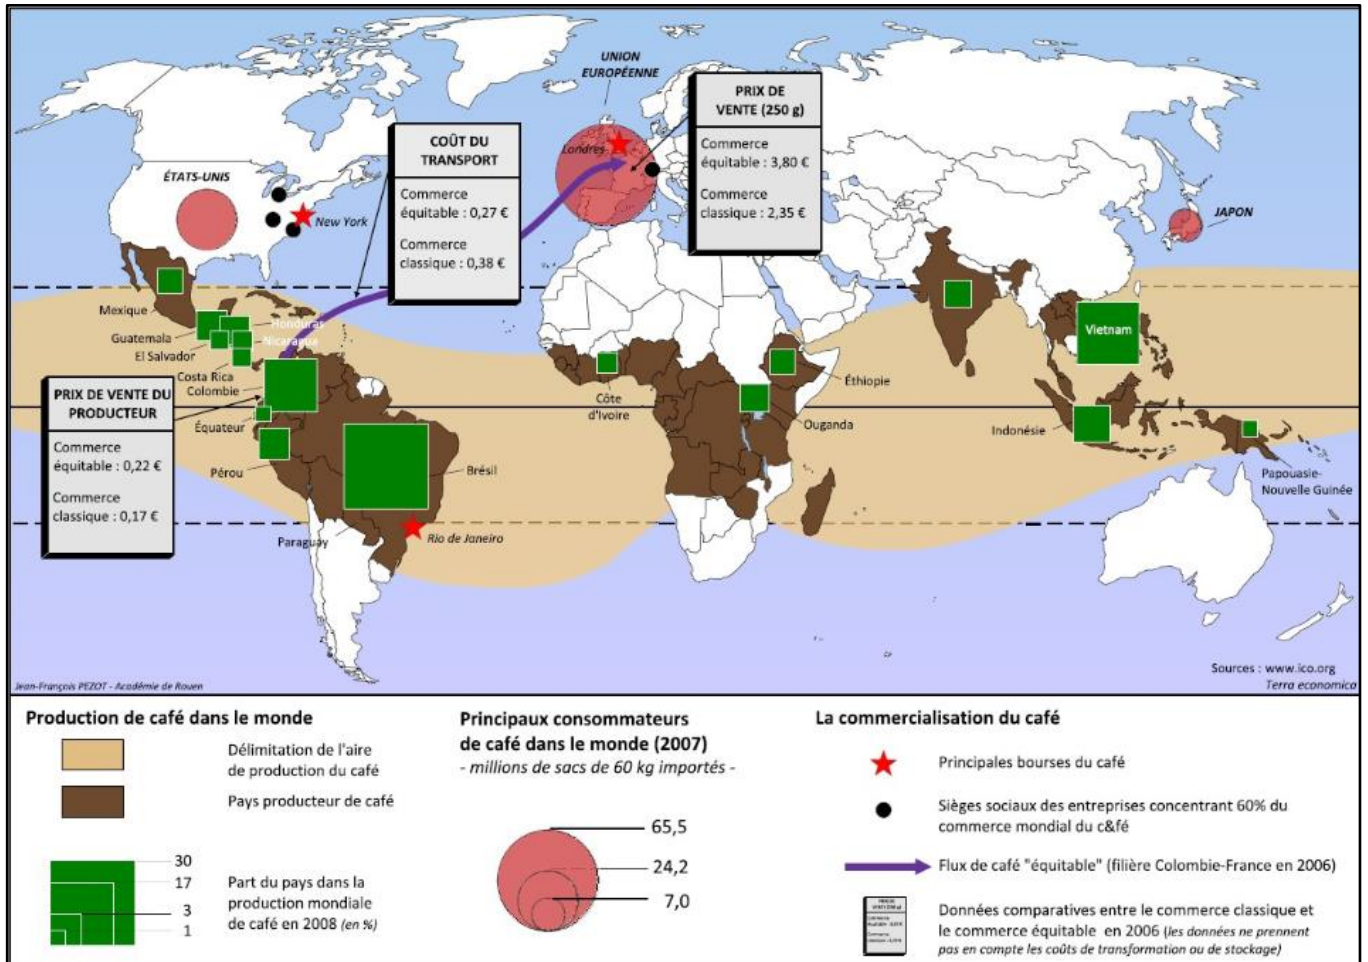 UNION
EUROPÉENNE
PRIX DE
VENTE (250 g)
Commerce
équitable : 3,80 €
Commerce
classique : 2,35 €
COÛT DU
TRANSPORT
Commerce
équitable : 0,27 €
Commerce
classique : 0,38 €
Londres
ÉTATS-UNIS
New York
JAPON
Mexique
Guatemala
Honduras
Nicaragua
El Salvador
Costa Rica
Colombie
Vietnam
PRIX DE VENTE DU
PRODUCTEUR
Commerce
équitable : 0,22 €
Commerce
classique : 0,17 €
Équateur
Pérou
Brésil
Paraguay
Rio de Janeiro
Côte
d'Ivoire
Éthiopie
Ouganda
Indonésie
Papouasie-
Nouvelle Guinée
Sources : www.ico.org
Terra economica
Jean-François PEZOT - Académie de Rouen
Production de café dans le monde
Délimitation de l'aire
de production du café
Pays producteur de café
30
17
3
1
Part du pays dans la
production mondiale
de café en 2008 (en %)
Principaux consommateurs
de café dans le monde (2007)
- millions de sacs de 60 kg importés -
65,5
24,2
7,0
La commercialisation du café
Principales bourses du café
Sièges sociaux des entreprises concentrant 60% du
commerce mondial du c&fé
Flux de café "équitable" (filière Colombie-France en 2006)
Données comparatives entre le commerce classique et
le commerce équitable en 2006 (les données ne prennent
pas en compte les coûts de transformation ou de stockage)